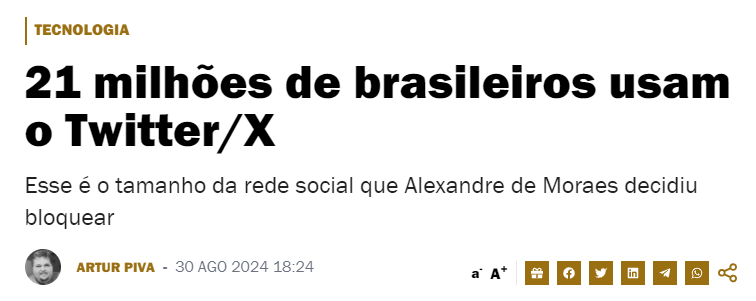 TECNOLOGIA
21 milhões de brasileiros usam
o Twitter/X
Esse é o tamanho da rede social que Alexandre de Moraes decidiu
bloquear
ARTUR PIVA - 30 AGO 2024 18:24 a- A+